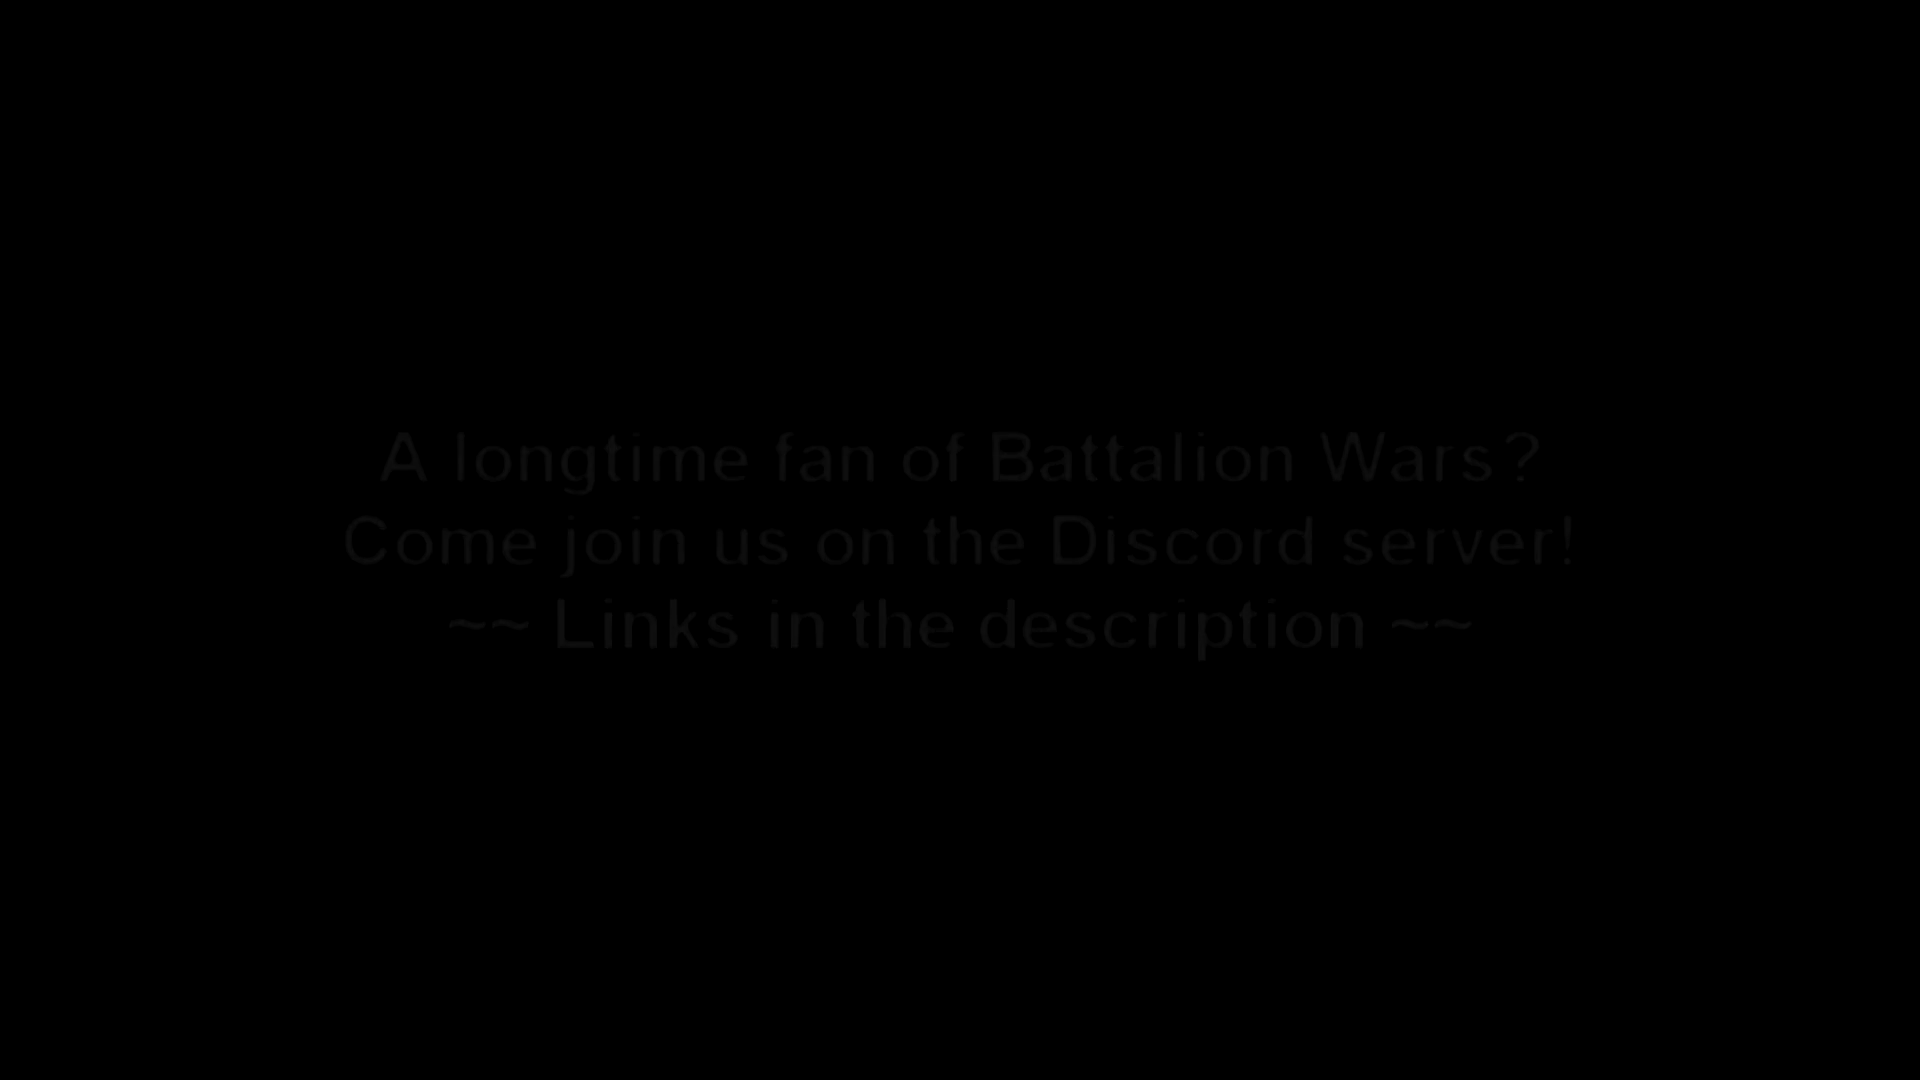 A longtime fan of Battalion Wars?
Come join us on the Discord server!
~~ Links in the description ~~